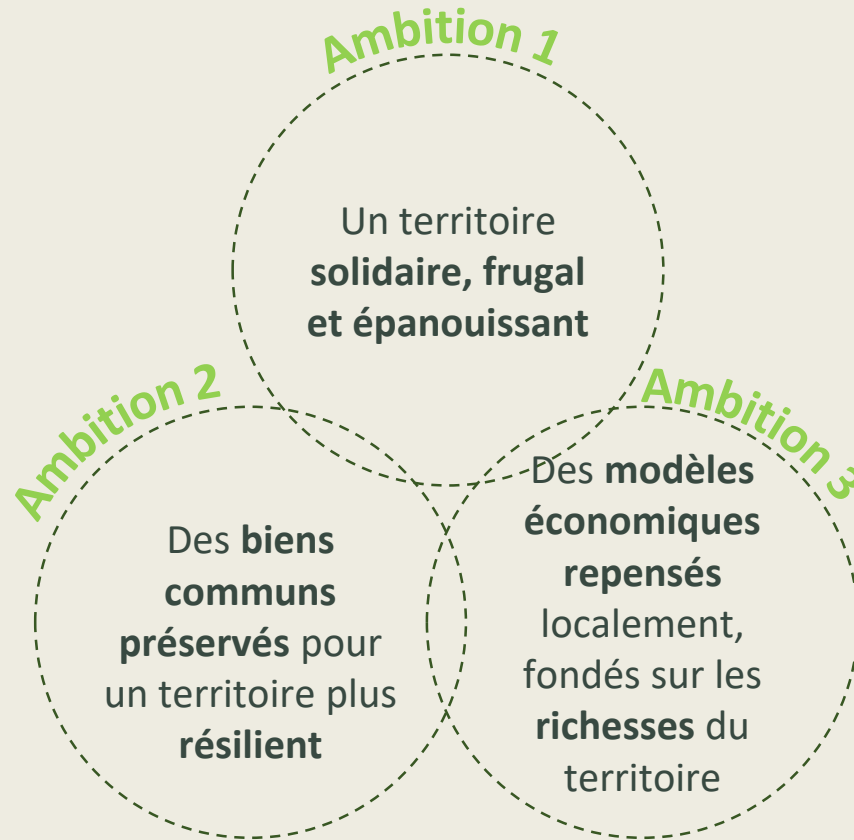 Ambition 1
Un territoire
solidaire, frugal
et épanouissant
Ambition 2
Des biens
communs
préservés pour
un territoire plus
résilient
Ambition 3
Des modèles
économiques
repensés
localement,
fondés sur les
richesses du
territoire